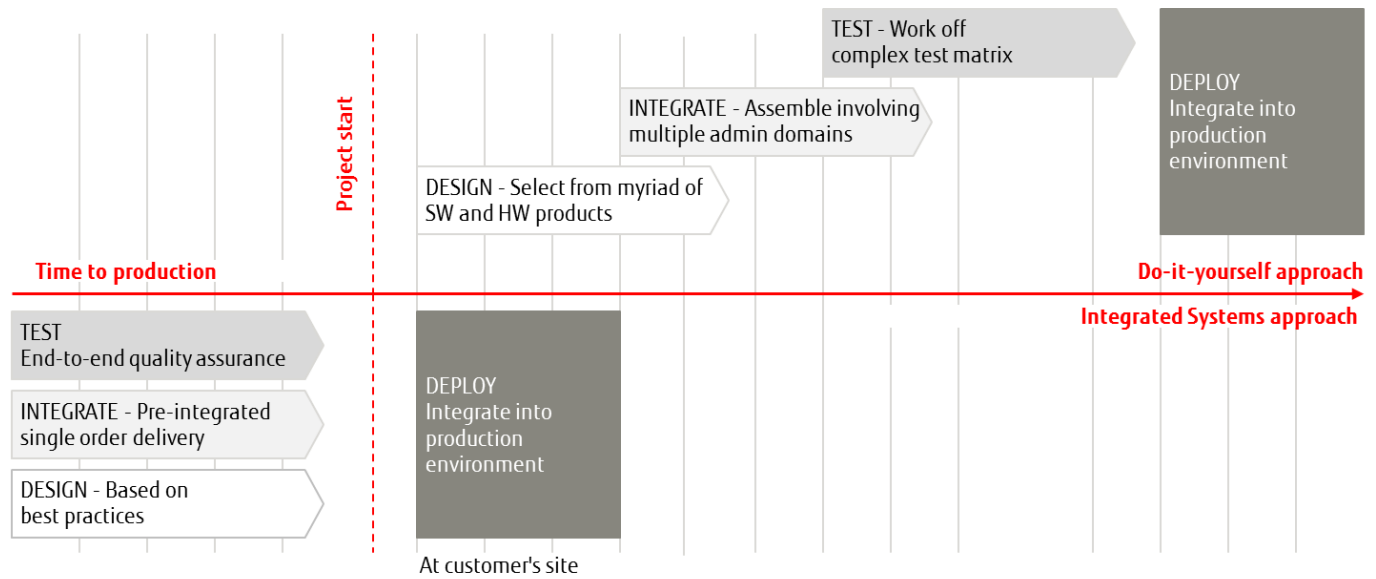 TEST - Work off
complex test matrix
DEPLOY
Integrate into
production
environment
INTEGRATE - Assemble involving
multiple admin domains
Project start
DESIGN - Select from myriad of
SW and HW products
Time to production
Do-it-yourself approach
Integrated Systems approach
TEST
End-to-end quality assurance
INTEGRATE - Pre-integrated
single order delivery
DESIGN - Based on
best practices
DEPLOY
Integrate into
production
environment
At customer's site